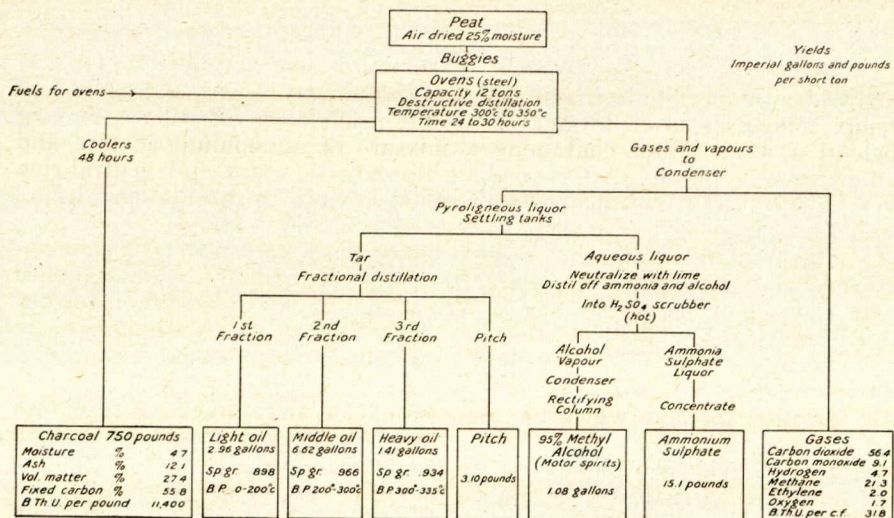 Peat
Air dried 25% moisture
Buggies
Yields
Imperial gallons and pounds
per short ton
Fuels for ovens
Ovens (steel)
Capacity 12 tons
Destructive distillation
Temperature 300°c to 350°c
Time 24 to 30 hours
Coolers
48 hours
Gases and vapours
to
Condenser
Pyroligneous liquor
Settling tanks
Tar
Fractional distillation
Aqueous liquor
Neutralize with lime
Distil off ammonia and alcohol
Into H₂SO₄ scrubber
(hot)
1st
Fraction
2nd
Fraction
3rd
Fraction
Pitch
Alcohol
Vapour
Condenser
Rectifying
Column
Ammonia
Sulphate
Liquor
Concentrate
Charcoal 750 pounds
Moisture % 4.7
Ash % 12.1
Vol. matter % 27.4
Fixed carbon % 55.8
B.Th.U. per pound 11,400
Light oil
2.96 gallons
Sp gr. 898
B.P. 0-200°c
Middle oil
6.62 gallons
Sp gr. 966
B.P 200°-300°c
Heavy oil
1.41 gallons
Sp gr. .934
B.P 300°-335°c
Pitch
3.10 pounds
95% Methyl
Alcohol
(Motor spirits)
1.08 gallons
Ammonium
Sulphate
15.1 pounds
Gases
Carbon dioxide 56.4
Carbon monoxide 9.1
Hydrogen 4.7
Methane 21.3
Ethylene 2.0
Oxygen 1.7
B.Th.U. per c.f. 318